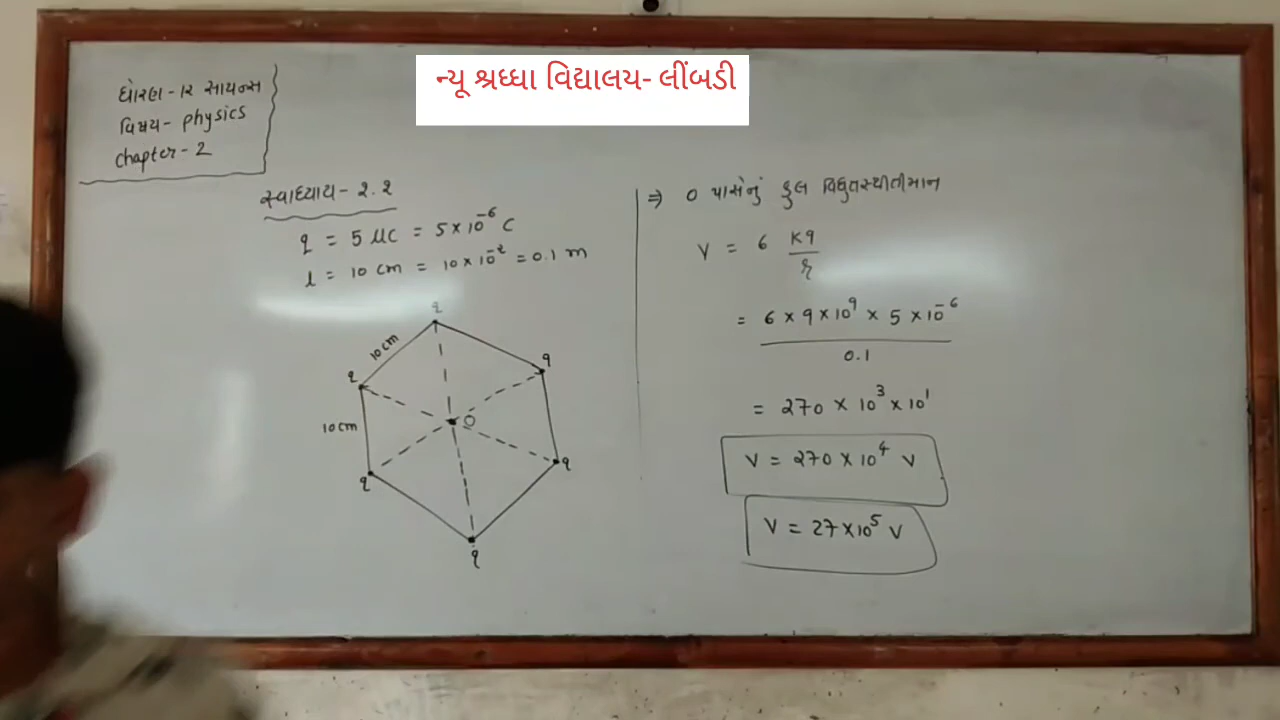 ન્યૂ શ્રધ્ધા વિદ્યાલય- લીંબડી
ધોરણ - ૧૨ સાયન્સ
વિષય - physics
chapter - 2
સ્વાધ્યાય - ૨.૨
q = 5 μC = 5×10⁻⁶ C
l = 10 cm = 10×10⁻² = 0.1 m
q
10 cm
q
q
10 cm
O
q
q
q
⇒ O પાસેનું કુલ વિધુતસ્થીતીમાન
V = 6 Kq / r
= 6 × 9 × 10⁹ × 5 × 10⁻⁶ / 0.1
= 270 × 10³ × 10¹
V = 270 × 10⁴ V
V = 27 × 10⁵ V